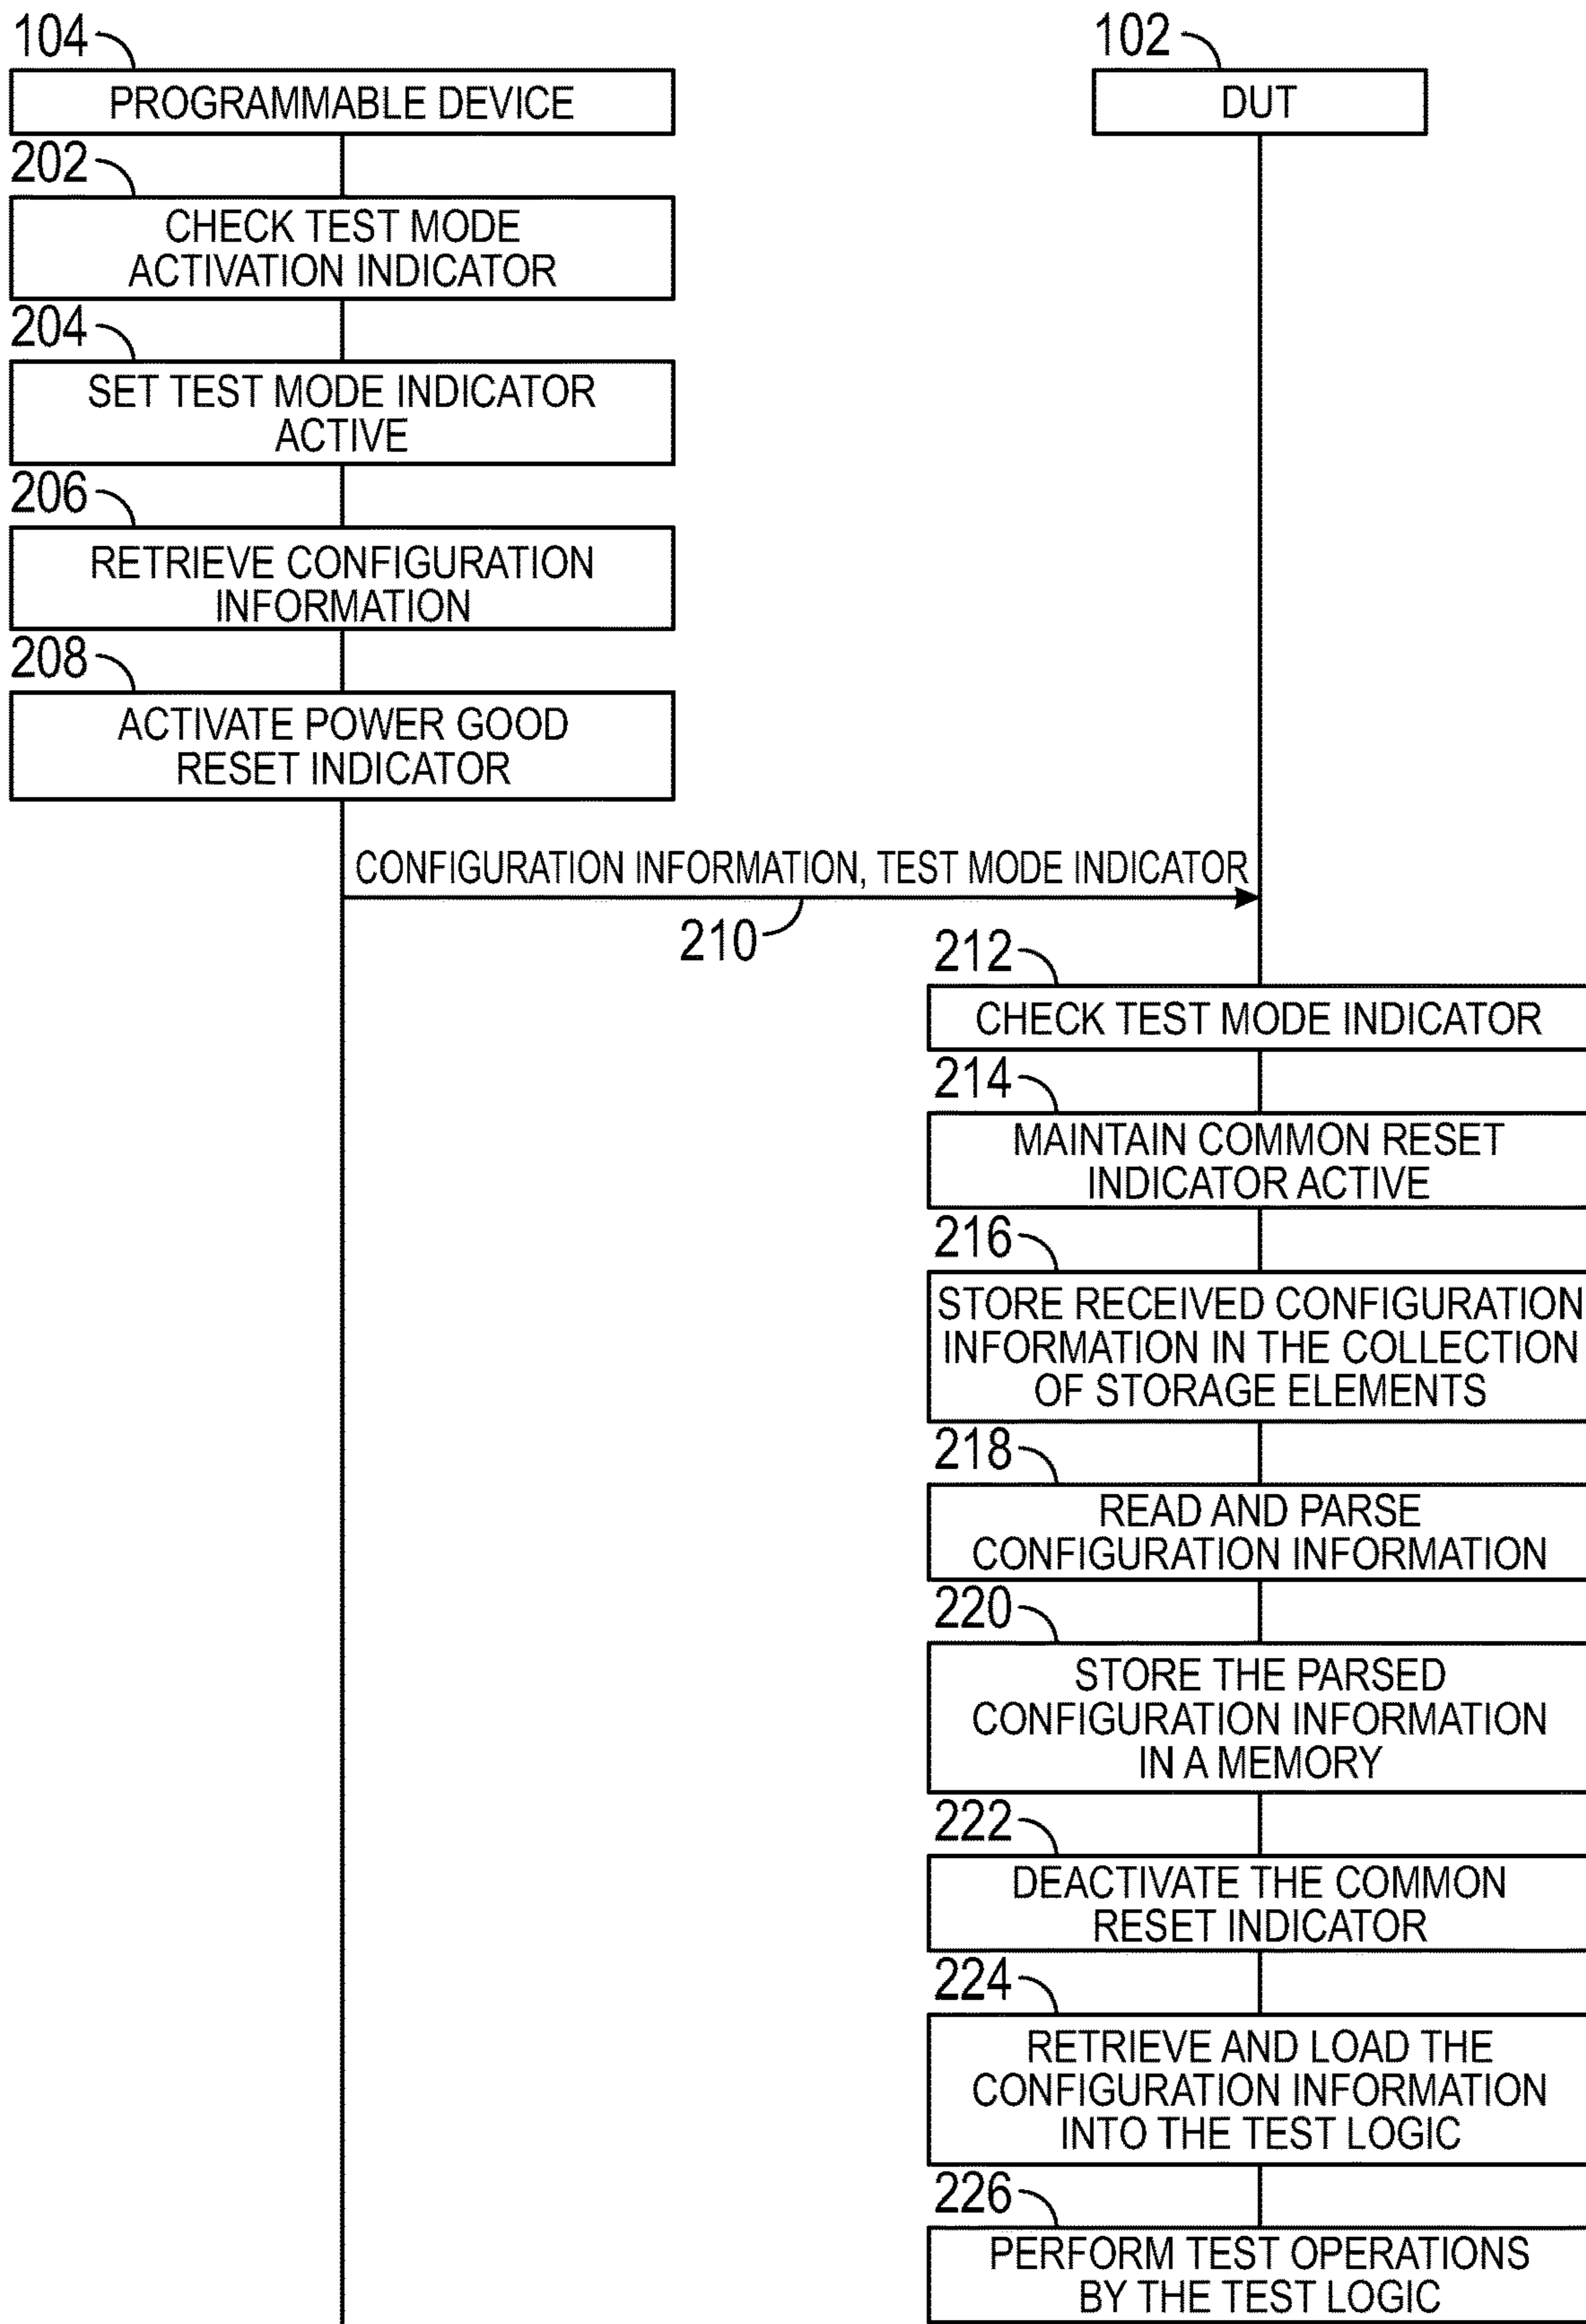 104
PROGRAMMABLE DEVICE
102
DUT
202
CHECK TEST MODE
ACTIVATION INDICATOR
204
SET TEST MODE INDICATOR
ACTIVE
206
RETRIEVE CONFIGURATION
INFORMATION
208
ACTIVATE POWER GOOD
RESET INDICATOR
CONFIGURATION INFORMATION, TEST MODE INDICATOR
210
212
CHECK TEST MODE INDICATOR
214
MAINTAIN COMMON RESET
INDICATOR ACTIVE
216
STORE RECEIVED CONFIGURATION
INFORMATION IN THE COLLECTION
OF STORAGE ELEMENTS
218
READ AND PARSE
CONFIGURATION INFORMATION
220
STORE THE PARSED
CONFIGURATION INFORMATION
IN A MEMORY
222
DEACTIVATE THE COMMON
RESET INDICATOR
224
RETRIEVE AND LOAD THE
CONFIGURATION INFORMATION
INTO THE TEST LOGIC
226
PERFORM TEST OPERATIONS
BY THE TEST LOGIC